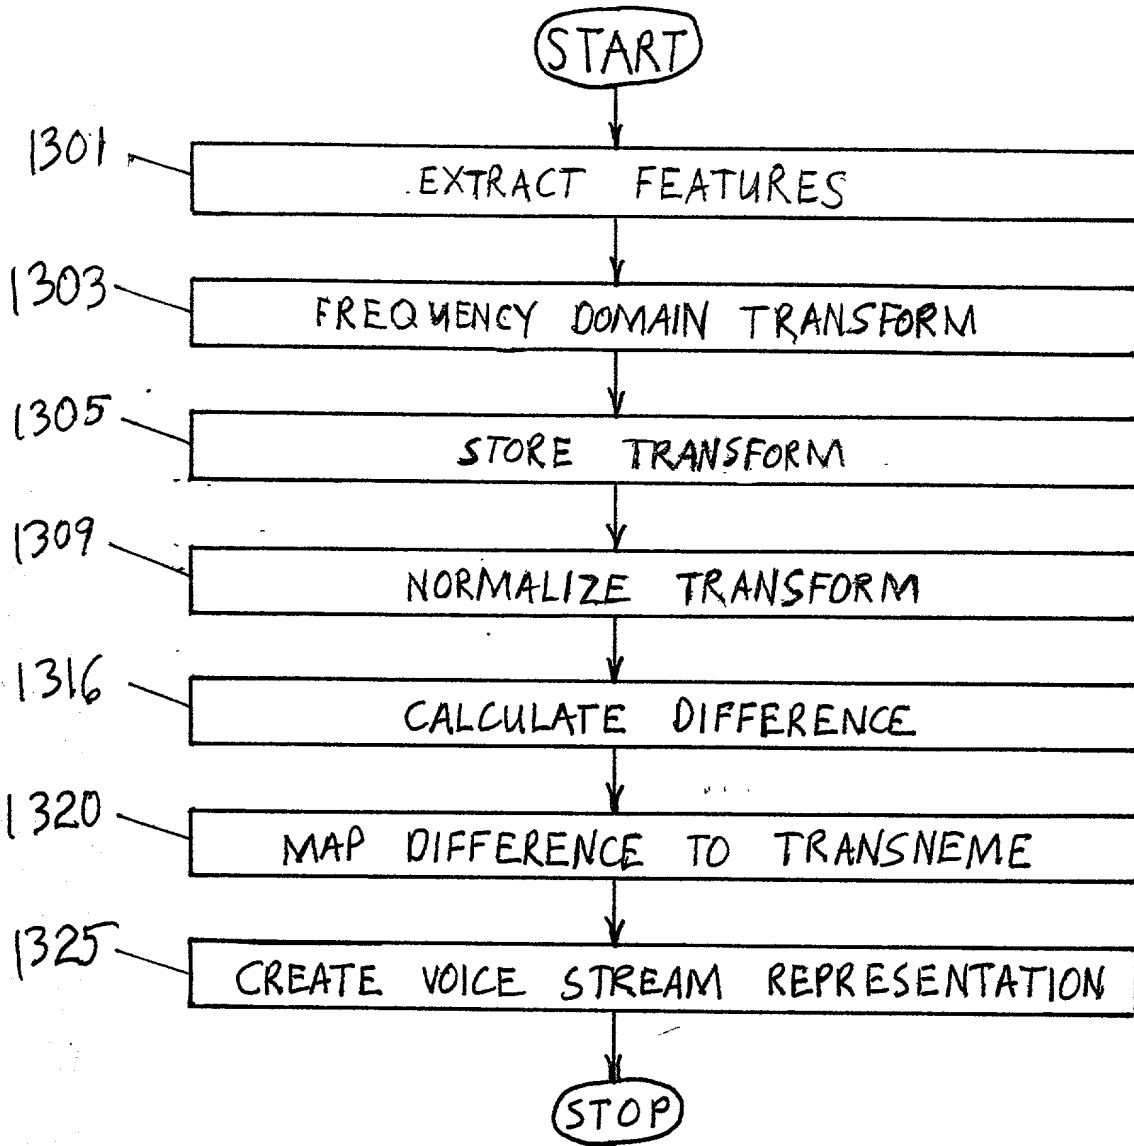 START
1301
EXTRACT FEATURES
1303
FREQUENCY DOMAIN TRANSFORM
1305
STORE TRANSFORM
1309
NORMALIZE TRANSFORM
1316
CALCULATE DIFFERENCE
1320
MAP DIFFERENCE TO TRANSNEME
1325
CREATE VOICE STREAM REPRESENTATION
STOP